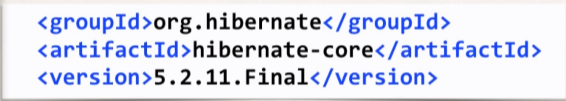 <groupId>org.hibernate</groupId>
<artifactId>hibernate-core</artifactId>
<version>5.2.11.Final</version>